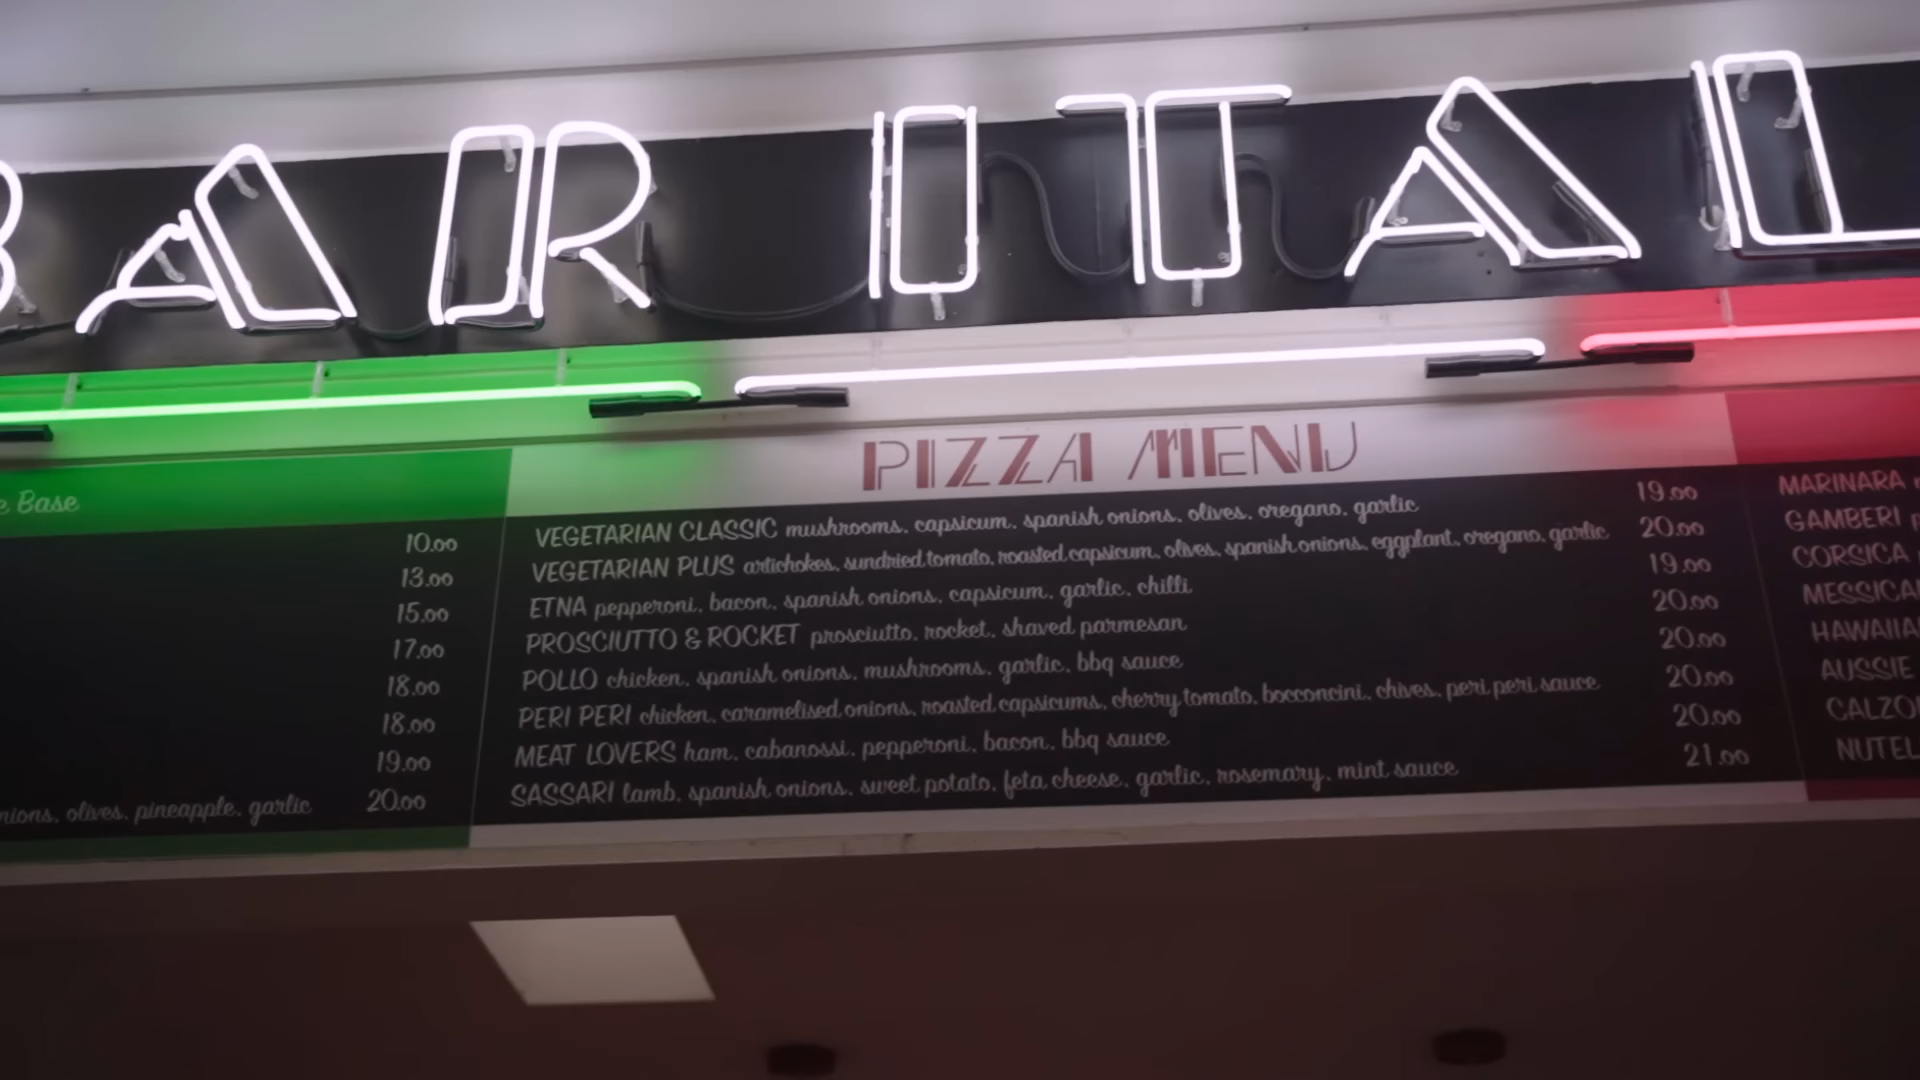 BAR ITAL
PIZZA MENU
e Base
10.00
13.00
15.00
17.00
18.00
18.00
19.00
nions, olives, pineapple, garlic 20.00
VEGETARIAN CLASSIC mushrooms, capsicum, spanish onions, olives, oregano, garlic 19.00
VEGETARIAN PLUS artichokes, sundried tomato, roasted capsicum, olives, spanish onions, eggplant, oregano, garlic 20.00
ETNA pepperoni, bacon, spanish onions, capsicum, garlic, chilli 19.00
PROSCIUTTO & ROCKET prosciutto, rocket, shaved parmesan 20.00
POLLO chicken, spanish onions, mushrooms, garlic, bbq sauce 20.00
PERI PERI chicken, caramelised onions, roasted capsicums, cherry tomato, bocconcini, chives, peri peri sauce 20.00
MEAT LOVERS ham, cabanossi, pepperoni, bacon, bbq sauce 20.00
SASSARI lamb, spanish onions, sweet potato, feta cheese, garlic, rosemary, mint sauce 21.00
MARINARA
GAMBERI
CORSICA
MESSICA
HAWAIIA
AUSSIE
CALZO
NUTEL